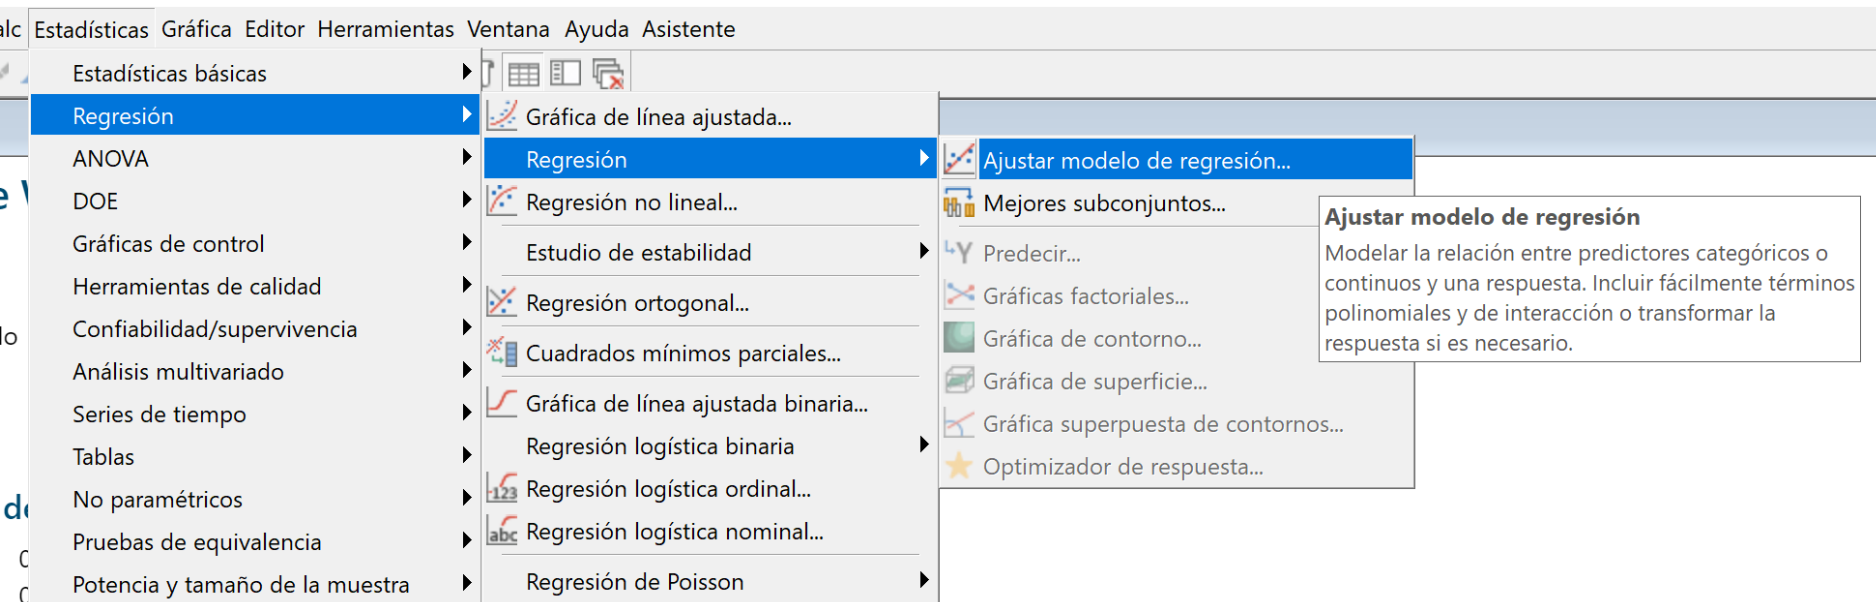 Estadísticas Gráfica Editor Herramientas Ventana Ayuda Asistente
Estadísticas básicas
Regresión
ANOVA
DOE
Gráficas de control
Herramientas de calidad
Confiabilidad/supervivencia
Análisis multivariado
Series de tiempo
Tablas
No paramétricos
Pruebas de equivalencia
Potencia y tamaño de la muestra
Gráfica de línea ajustada...
Regresión
Regresión no lineal...
Estudio de estabilidad
Regresión ortogonal...
Cuadrados mínimos parciales...
Gráfica de línea ajustada binaria...
Regresión logística binaria
Regresión logística ordinal...
Regresión logística nominal...
Regresión de Poisson
Ajustar modelo de regresión...
Mejores subconjuntos...
Predecir...
Gráficas factoriales...
Gráfica de contorno...
Gráfica de superficie...
Gráfica superpuesta de contornos...
Optimizador de respuesta...
Ajustar modelo de regresión
Modelar la relación entre predictores categóricos o
continuos y una respuesta. Incluir fácilmente términos
polinomiales y de interacción o transformar la
respuesta si es necesario.